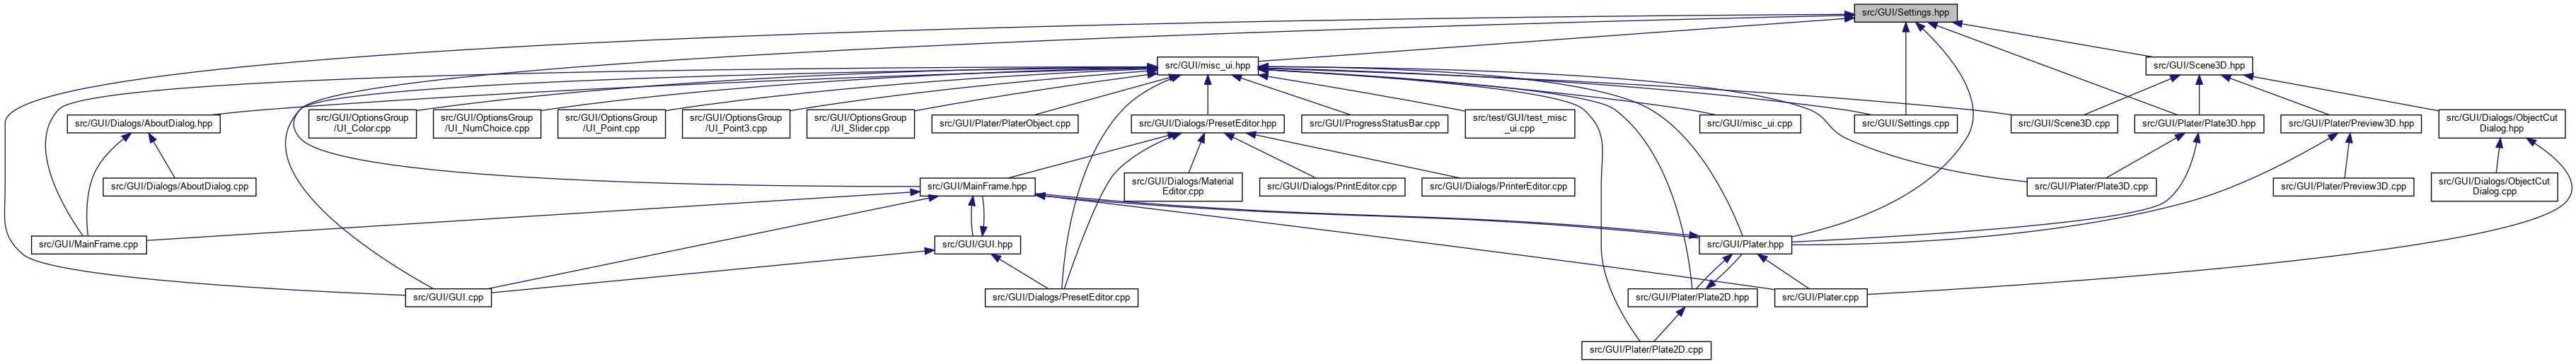 src/GUI/Settings.hpp
src/GUI/misc_ui.hpp
src/GUI/Scene3D.hpp
src/GUI/Dialogs/AboutDialog.hpp
src/GUI/OptionsGroup
/UI_Color.cpp
src/GUI/OptionsGroup
/UI_NumChoice.cpp
src/GUI/OptionsGroup
/UI_Point.cpp
src/GUI/OptionsGroup
/UI_Point3.cpp
src/GUI/OptionsGroup
/UI_Slider.cpp
src/GUI/Plater/PlaterObject.cpp
src/GUI/Dialogs/PresetEditor.hpp
src/GUI/ProgressStatusBar.cpp
src/test/GUI/test_misc
_ui.cpp
src/GUI/misc_ui.cpp
src/GUI/Settings.cpp
src/GUI/Scene3D.cpp
src/GUI/Plater/Plate3D.hpp
src/GUI/Plater/Preview3D.hpp
src/GUI/Dialogs/ObjectCut
Dialog.hpp
src/GUI/Dialogs/AboutDialog.cpp
src/GUI/MainFrame.hpp
src/GUI/Dialogs/Material
Editor.cpp
src/GUI/Dialogs/PrintEditor.cpp
src/GUI/Dialogs/PrinterEditor.cpp
src/GUI/Plater/Plate3D.cpp
src/GUI/Plater/Preview3D.cpp
src/GUI/Dialogs/ObjectCut
Dialog.cpp
src/GUI/MainFrame.cpp
src/GUI/GUI.hpp
src/GUI/Plater.hpp
src/GUI/GUI.cpp
src/GUI/Dialogs/PresetEditor.cpp
src/GUI/Plater/Plate2D.hpp
src/GUI/Plater.cpp
src/GUI/Plater/Plate2D.cpp